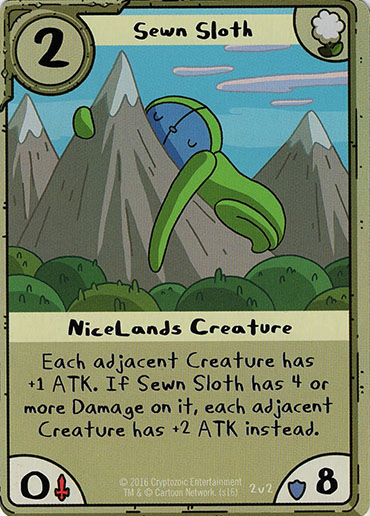 2
Sewn Sloth
NiceLands Creature
Each adjacent Creature has
+1 ATK. If Sewn Sloth has 4 or
more Damage on it, each adjacent
Creature has +2 ATK instead.
0
© 2016 Cryptozoic Entertainment
TM & © Cartoon Network. (s16)
2v2
8